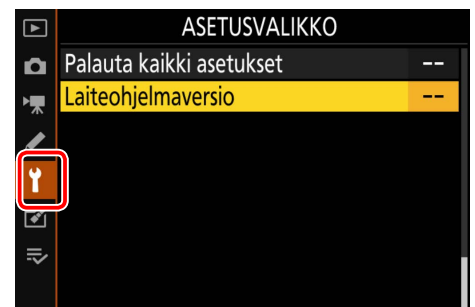 ASETUSVALIKKO
Palauta kaikki asetukset --
Laiteohjelmaversio --